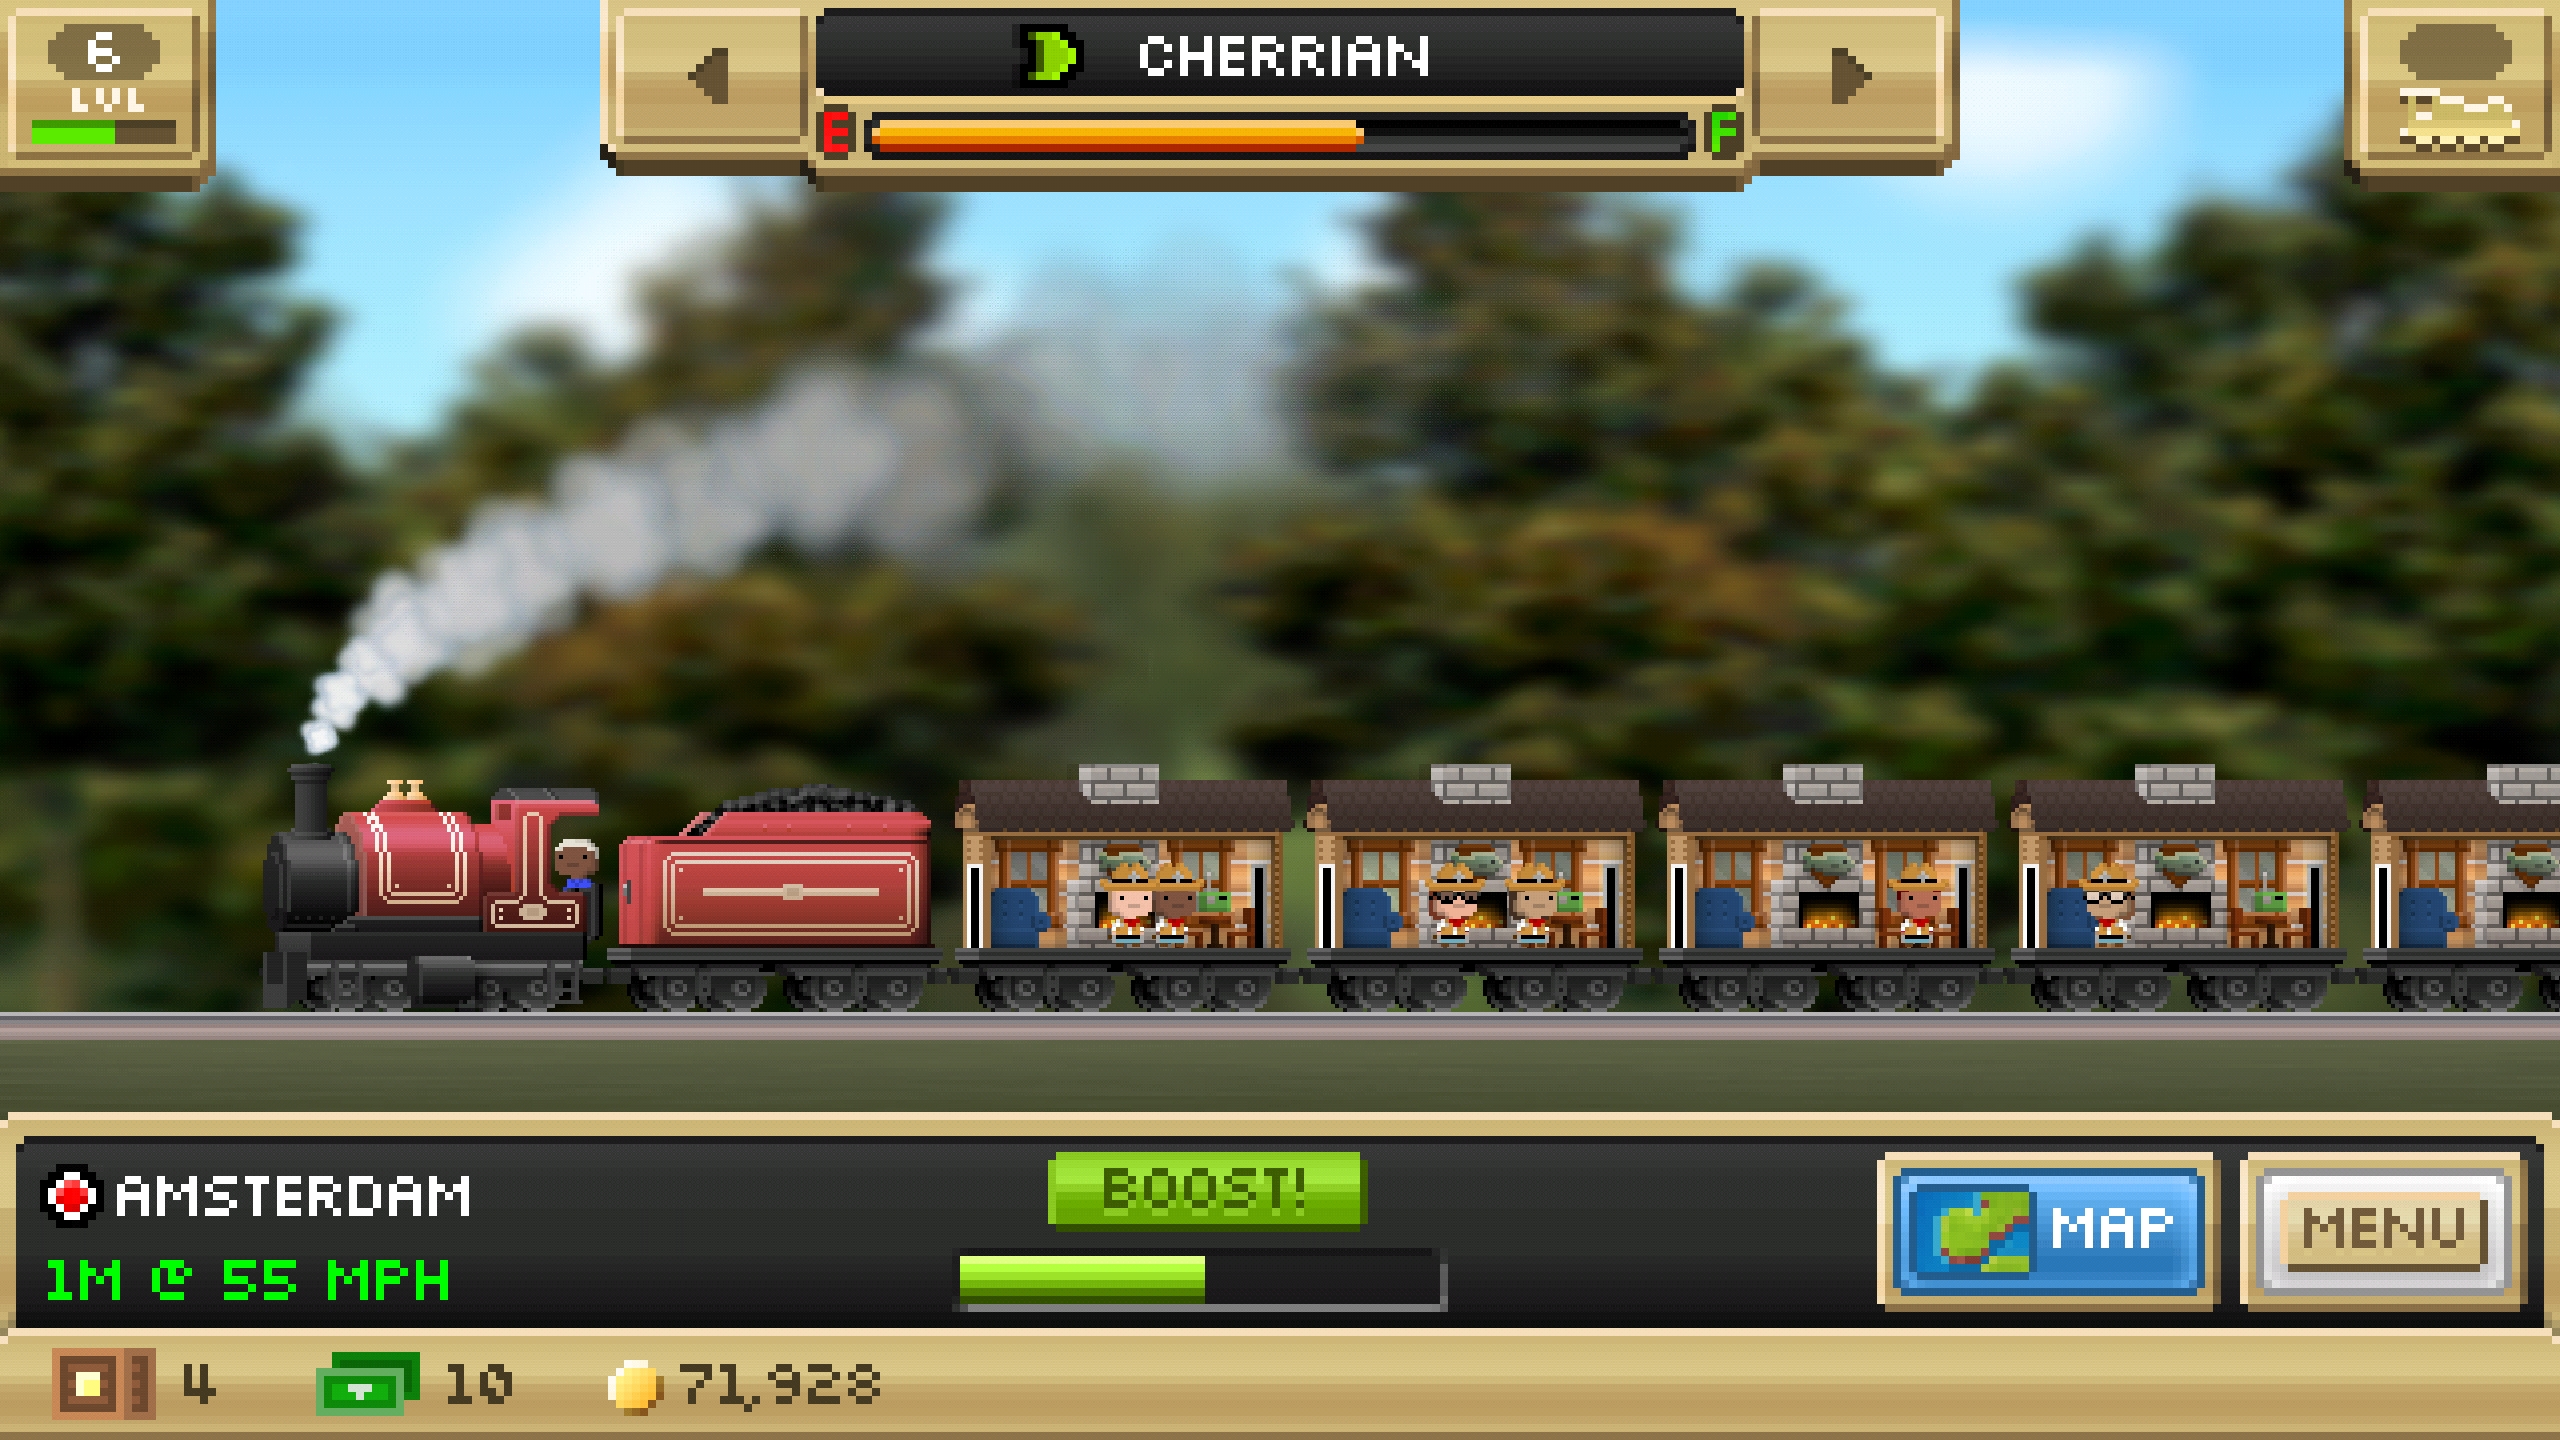 6
LVL
CHERRIAN
E F
AMSTERDAM
1M @ 55 MPH
BOOST!
MAP
MENU
4 10 71,928